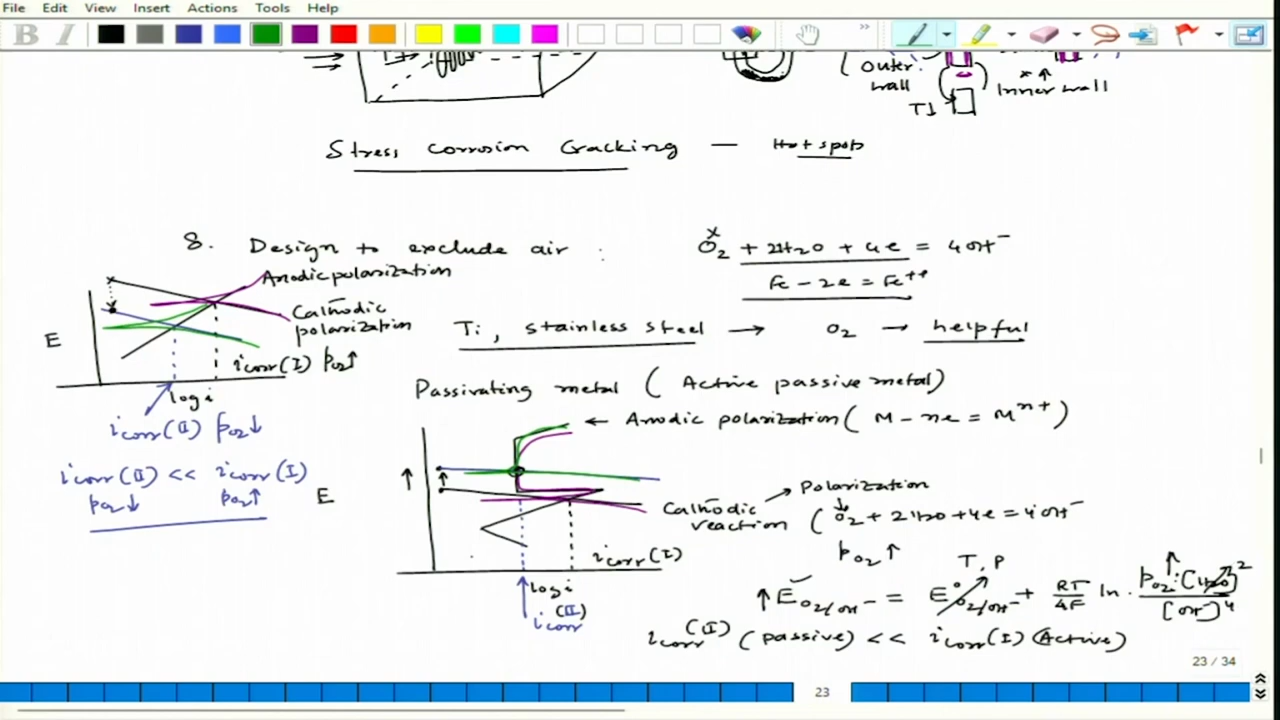 File Edit View Insert Actions Tools Help
B I
Outer wall
T↓
x↑
Inner wall
Stress corrosion cracking — Hot spots
8. Design to exclude air :
O₂ + 2H₂O + 4e = 4OH⁻
Fe - 2e = Fe⁺⁺
Anodic polarization
Cathodic polarization
E
icorr(I) pO₂↑
log i
icorr(II) pO₂↓
icorr(II) << icorr(I)
pO₂↓ pO₂↑
Ti, stainless steel → O₂ → helpful
Passivating metal (Active passive metal)
← Anodic polarization (M - ne = Mⁿ⁺)
E
Cathodic reaction → Polarization
(O₂ + 2H₂O + 4e = 4OH⁻
pO₂↑
icorr(I)
log i
icorr(II)
T, P
↑ E O₂/OH⁻ = E° O₂/OH⁻ + RT/4F ln pO₂·[H₂O]²/[OH⁻]⁴
icorr(II) (passive) << icorr(I) (Active)
23 / 34
23